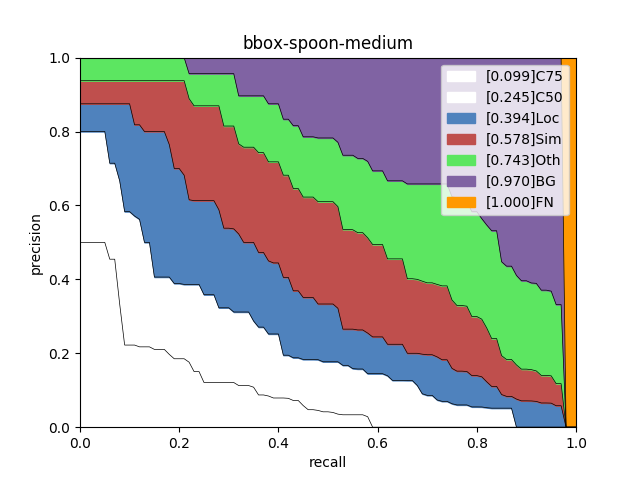 bbox-spoon-medium
[0.099]C75
[0.245]C50
[0.394]Loc
[0.578]Sim
[0.743]Oth
[0.970]BG
[1.000]FN
precision
1.0
0.8
0.6
0.4
0.2
0.0
0.0 0.2 0.4 0.6 0.8 1.0
recall